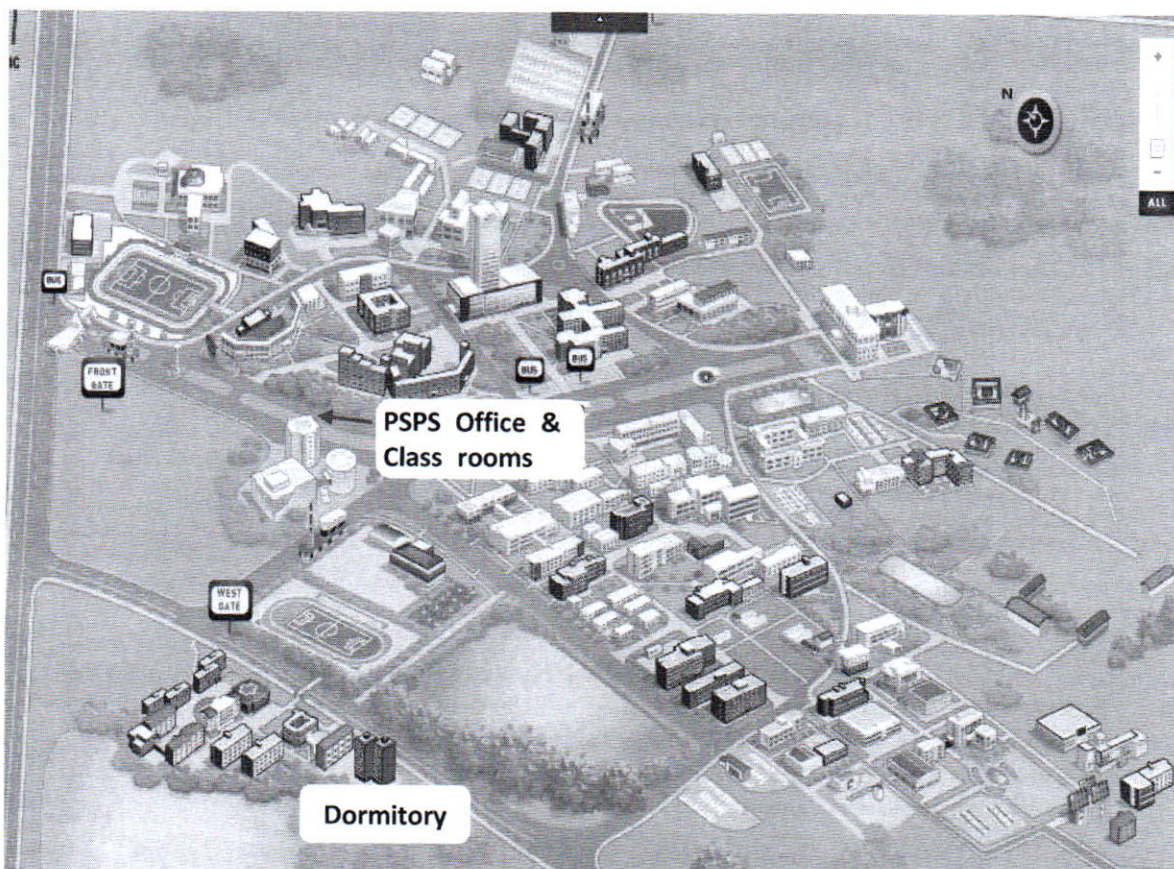 N
ALL
BUS
FRONT
GATE
BUS
BUS
PSPS Office &
Class rooms
WEST
GATE
Dormitory